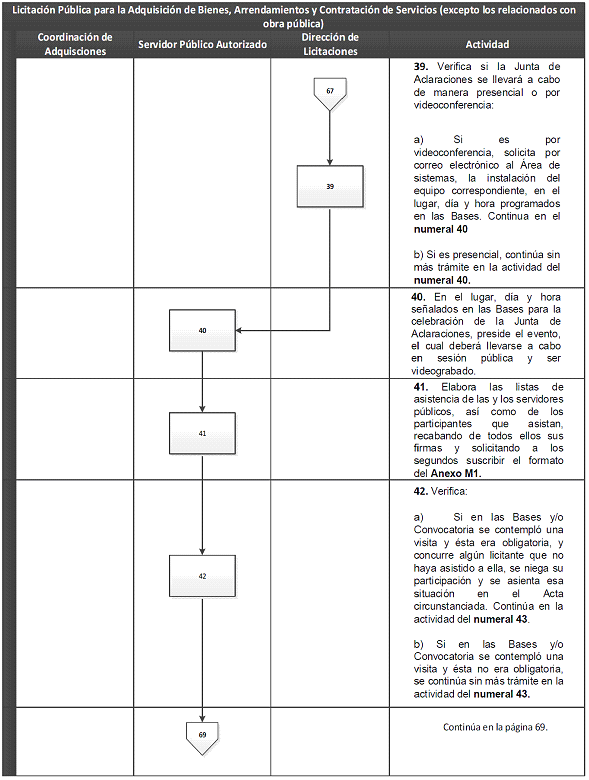 Licitación Pública para la Adquisición de Bienes, Arrendamientos y Contratación de Servicios (excepto los relacionados con
obra pública)
Coordinación de
Adquisciones
Servidor Público Autorizado
Dirección de
Licitaciones
Actividad
67
39
39. Verifica si la Junta de
Aclaraciones se llevará a cabo
de manera presencial o por
videoconferencia:
a) Si es por
videoconferencia, solicita por
correo electrónico al Área de
sistemas, la instalación del
equipo correspondiente, en el
lugar, día y hora programados
en las Bases. Continua en el
numeral 40
b) Si es presencial, continúa sin
más trámite en la actividad del
numeral 40.
40
40. En el lugar, día y hora
señalados en las Bases para la
celebración de la Junta de
Aclaraciones, preside el evento,
el cual deberá llevarse a cabo
en sesión pública y ser
videograbado.
41
41. Elabora las listas de
asistencia de las y los servidores
públicos, así como de los
participantes que asistan,
recabando de todos ellos sus
firmas y solicitando a los
segundos suscribir el formato
del Anexo M1.
42
42. Verifica:
a) Si en las Bases y/o
Convocatoria se contempló una
visita y ésta era obligatoria, y
concurre algún licitante que no
haya asistido a ella, se niega su
participación y se asienta esa
situación en el Acta
circunstanciada. Continúa en la
actividad del numeral 43.
b) Si en las Bases y/o
Convocatoria se contempló una
visita y ésta no era obligatoria,
se continúa sin más trámite en la
actividad del numeral 43.
69
Continúa en la página 69.